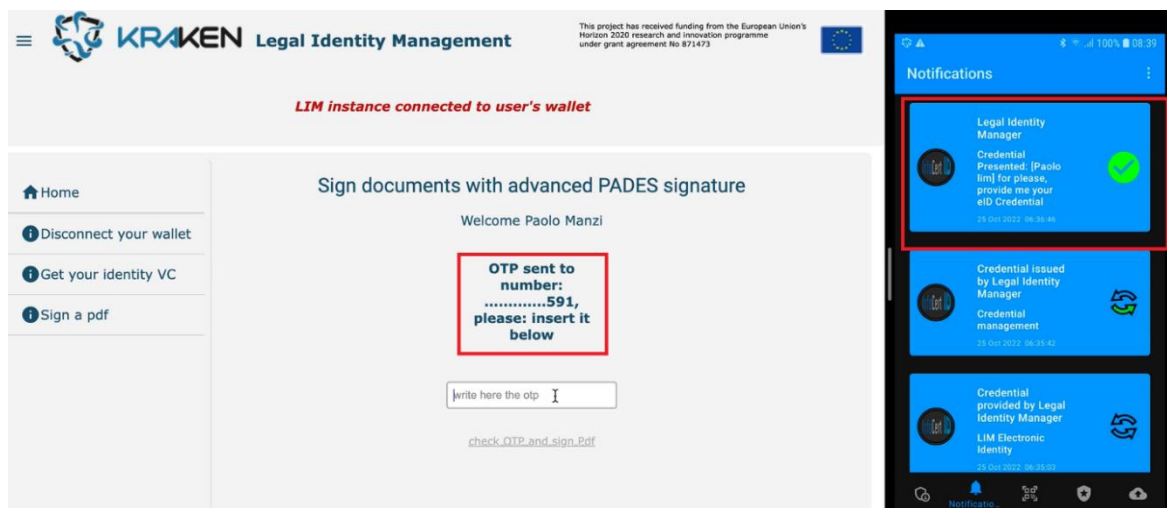 KRAKEN Legal Identity Management
This project has received funding from the European Union's
Horizon 2020 research and innovation programme
under grant agreement No 871473
LIM instance connected to user's wallet
Home
Disconnect your wallet
Get your identity VC
Sign a pdf
Sign documents with advanced PADES signature
Welcome Paolo Manzi
OTP sent to
number:
.............591,
please: insert it
below
write here the otp
check OTP and sign Pdf
100% 08:39
Notifications
Legal Identity
Manager
Credential
Presented: [Paolo
lim] for please,
provide me your
eID Credential
25 Oct 2022 06:36:46
Credential issued
by Legal Identity
Manager
Credential
management
25 Oct 2022 06:35:42
Credential
provided by Legal
Identity Manager
LIM Electronic
Identity
25 Oct 2022 06:35:03
Notificatio...